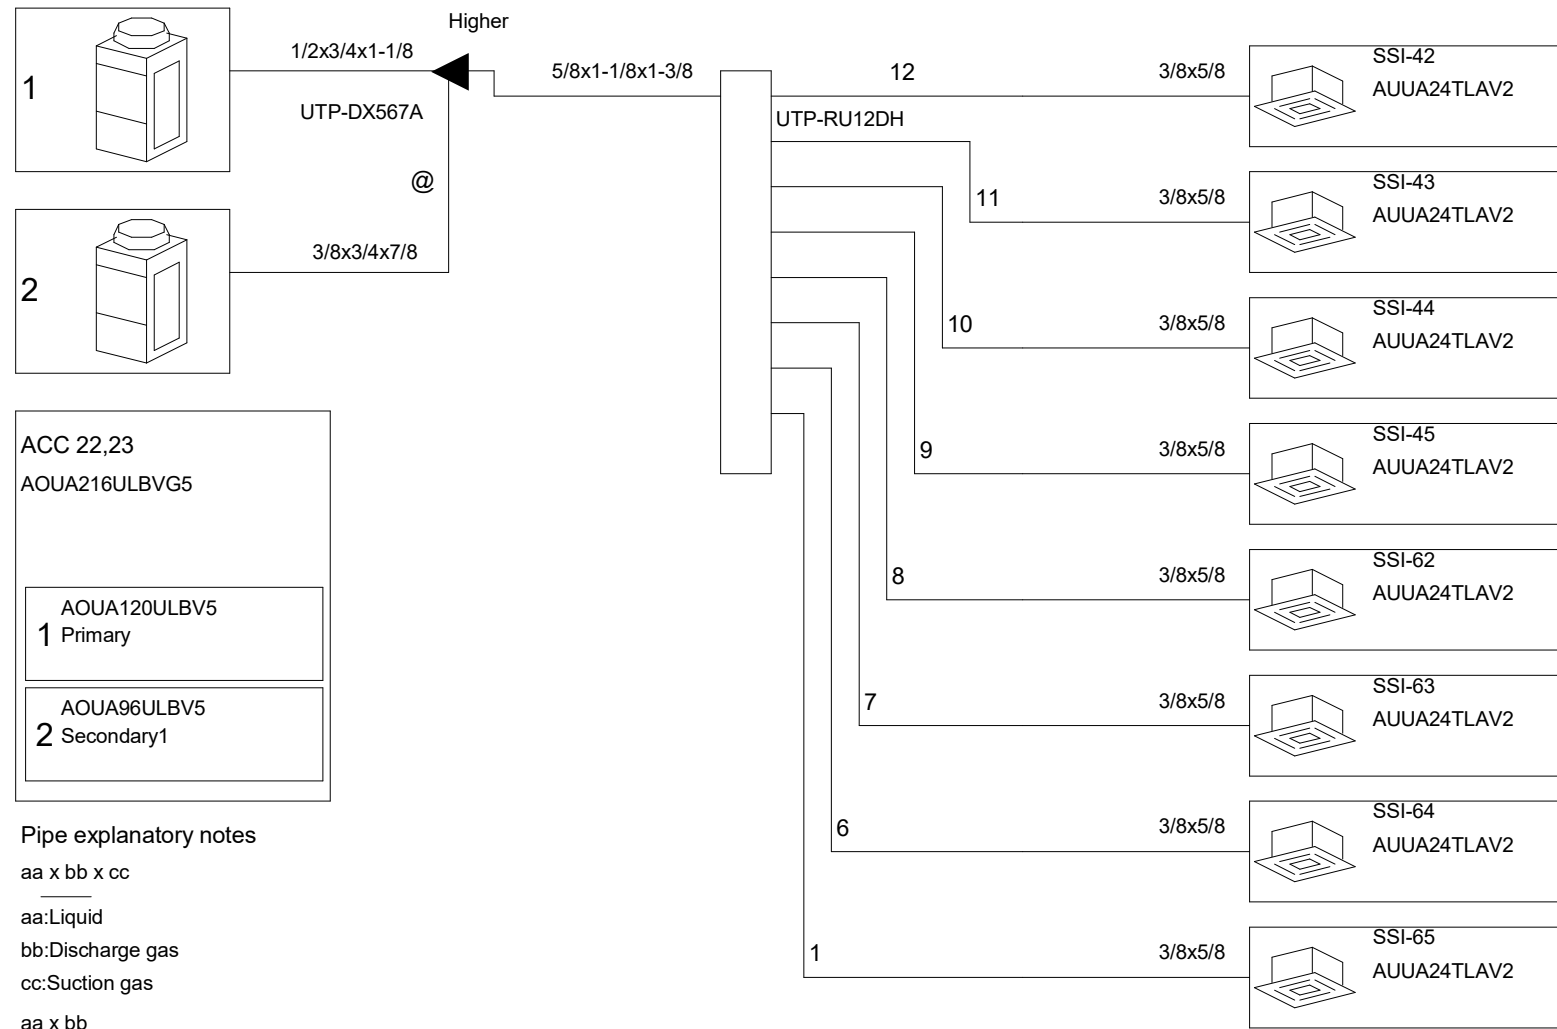 Higher
1/2x3/4x1-1/8
5/8x1-1/8x1-3/8
12
3/8x5/8
SSI-42
AUUA24TLAV2
1
UTP-DX567A
UTP-RU12DH
@
11
3/8x5/8
SSI-43
AUUA24TLAV2
3/8x3/4x7/8
2
10
3/8x5/8
SSI-44
AUUA24TLAV2
ACC 22,23
AOUA216ULBVG5
9
3/8x5/8
SSI-45
AUUA24TLAV2
8
3/8x5/8
SSI-62
AUUA24TLAV2
AOUA120ULBV5
1 Primary
AOUA96ULBV5
2 Secondary1
7
3/8x5/8
SSI-63
AUUA24TLAV2
6
3/8x5/8
SSI-64
AUUA24TLAV2
Pipe explanatory notes
aa x bb x cc
aa:Liquid
bb:Discharge gas
cc:Suction gas
aa x bb
1
3/8x5/8
SSI-65
AUUA24TLAV2